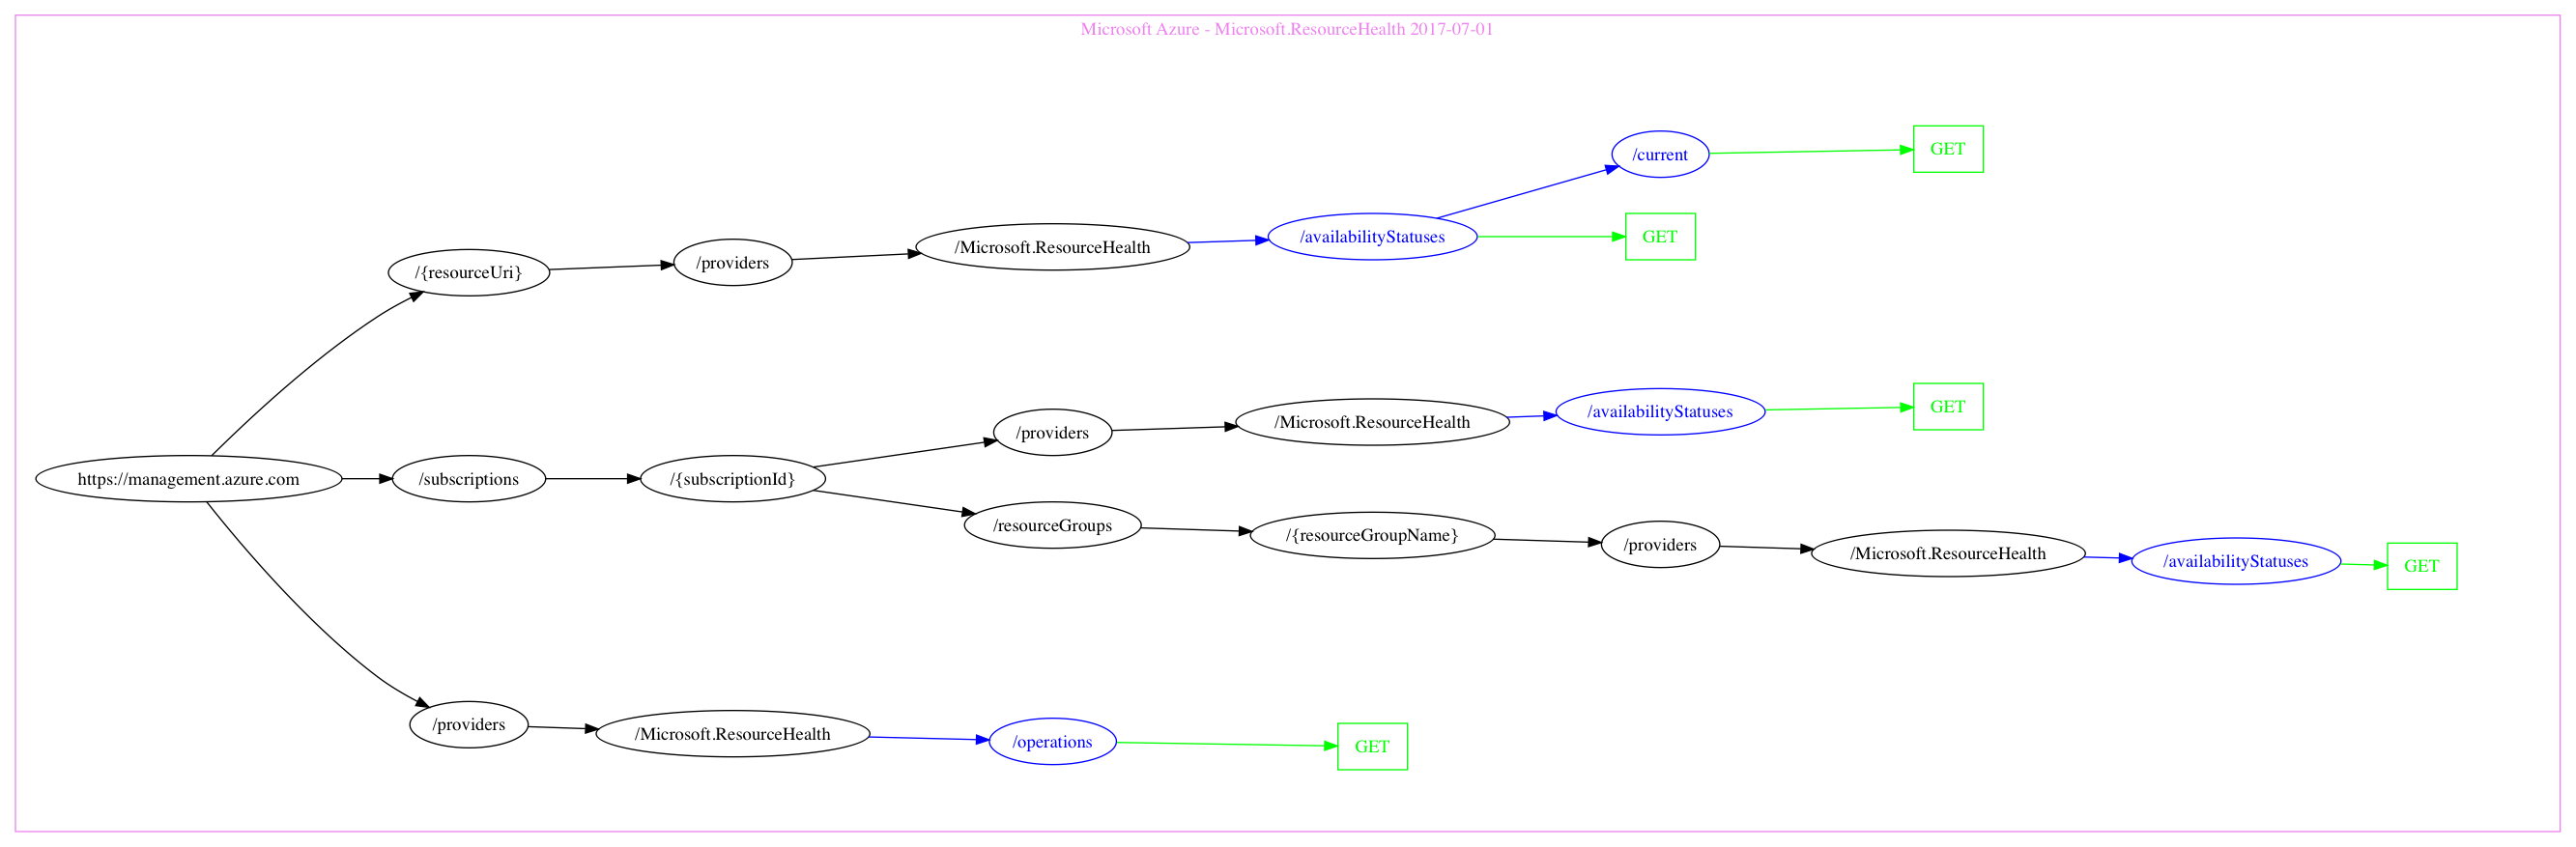 Microsoft Azure - Microsoft.ResourceHealth 2017-07-01
/current
GET
/{resourceUri}
/providers
/Microsoft.ResourceHealth
/availabilityStatuses
GET
/providers
/Microsoft.ResourceHealth
/availabilityStatuses
GET
https://management.azure.com
/subscriptions
/{subscriptionId}
/resourceGroups
/{resourceGroupName}
/providers
/Microsoft.ResourceHealth
/availabilityStatuses
GET
/providers
/Microsoft.ResourceHealth
/operations
GET